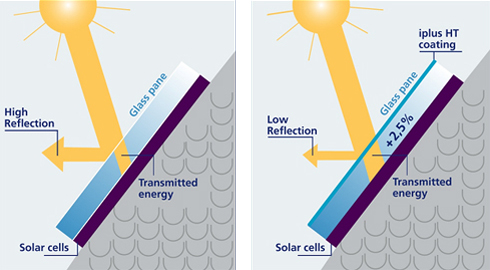 Glass pane
High
Reflection
Transmitted
energy
Solar cells
iplus HT
coating
Glass pane
+2,5%
Low
Reflection
Transmitted
energy
Solar cells